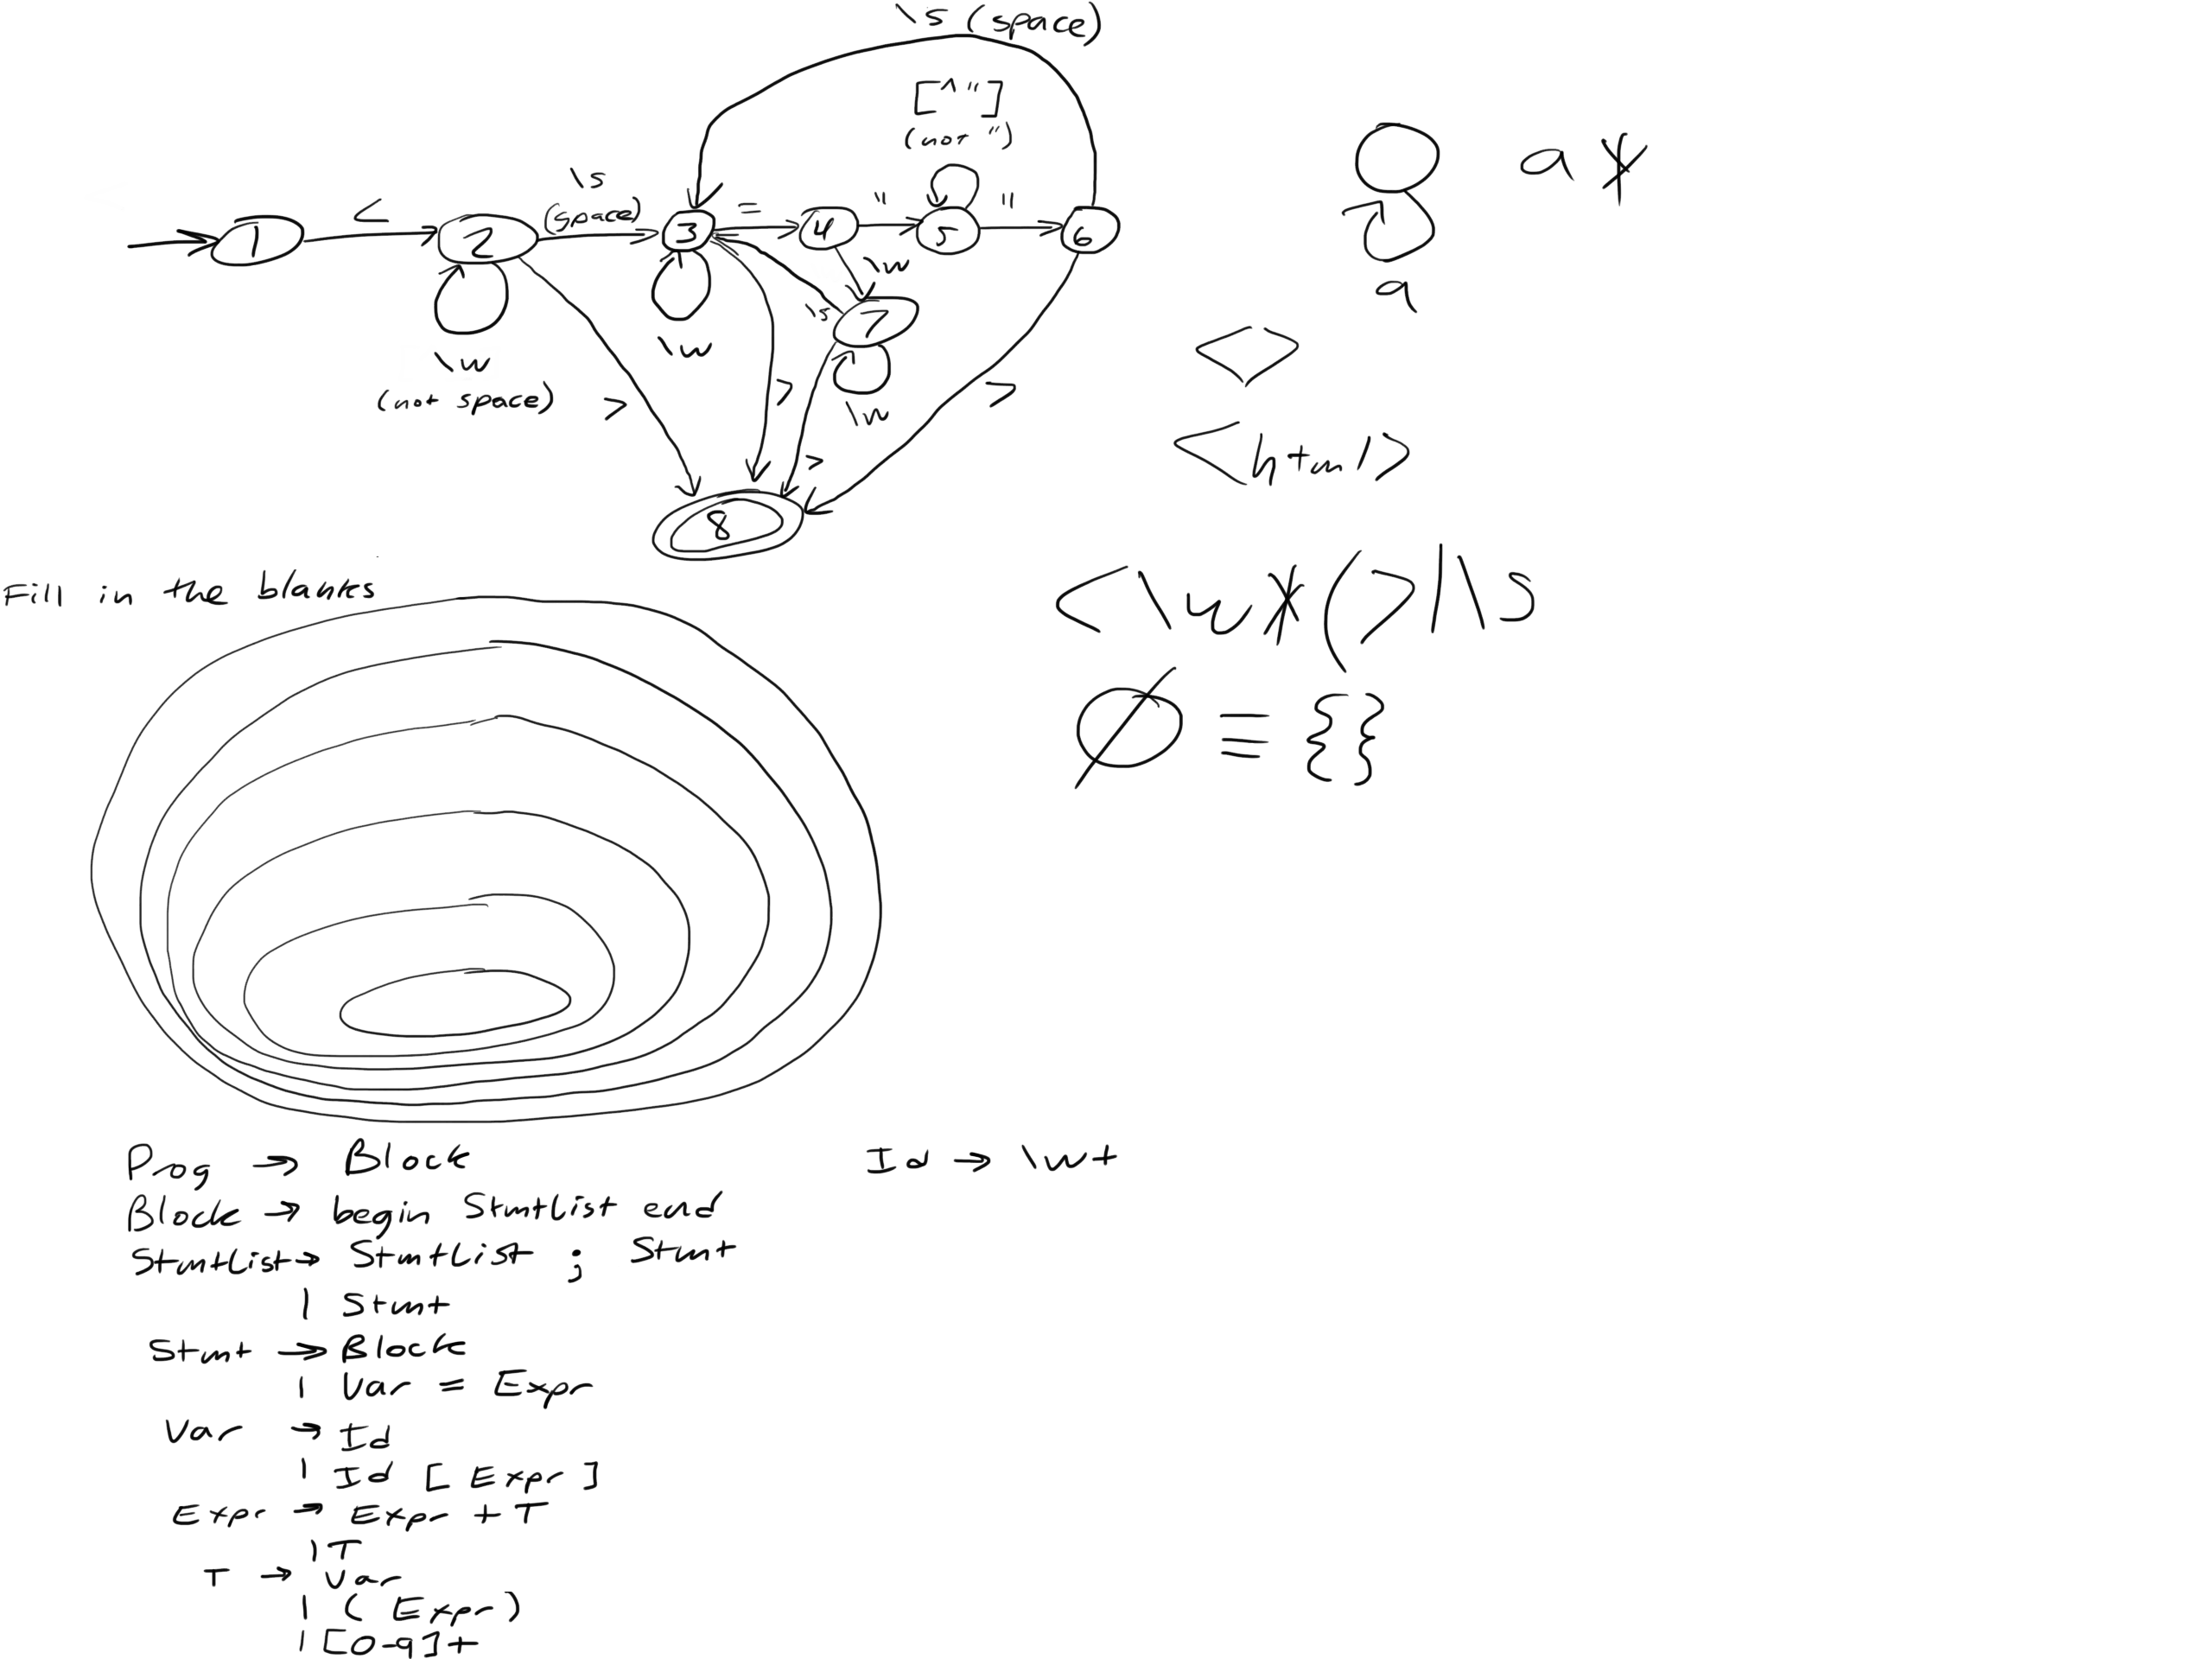 \s (space)
[^"]
(not ")
\s
(space)
<
=
"
"
1
2
3
4
5
6
\w
\s
7
\w
(not space)
\w
>
>
\w
>
>
8
a *
a
<>
<html>
<\w*(>|\s
∅ ≡ {}
Fill in the blanks
Prog → Block
Id → \w+
Block → begin StmtList end
StmtList → StmtList ; Stmt
| Stmt
Stmt → Block
| Var = Expr
Var → Id
| Id [ Expr ]
Expr → Expr + T
| T
T → Var
| ( Expr )
| [0-9]+